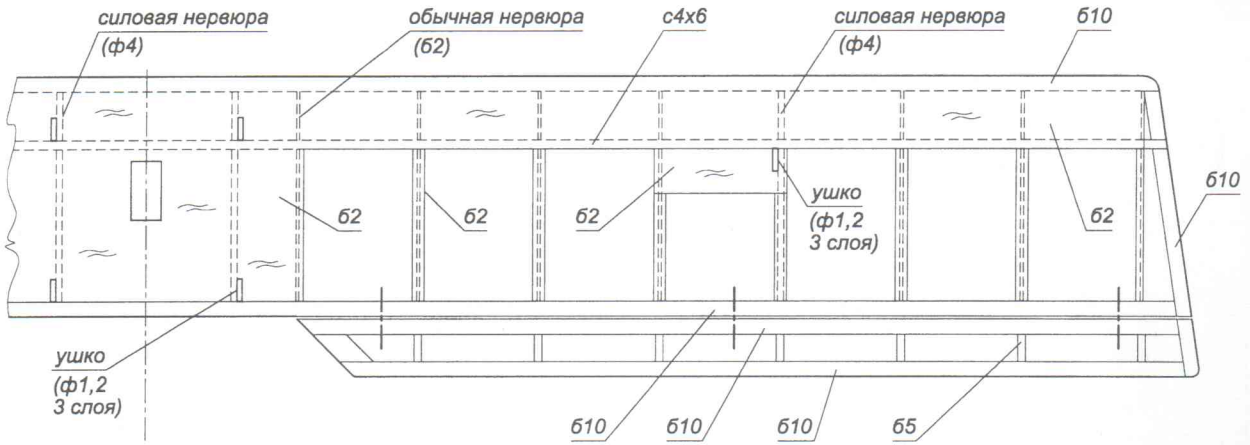 силовая нервюра
(ф4)
обычная нервюра
(б2)
с4х6
силовая нервюра
(ф4)
б10
б10
б2
б2
б2
ушко
(ф1,2
3 слоя)
б2
ушко
(ф1,2
3 слоя)
б10
б10
б10
б5